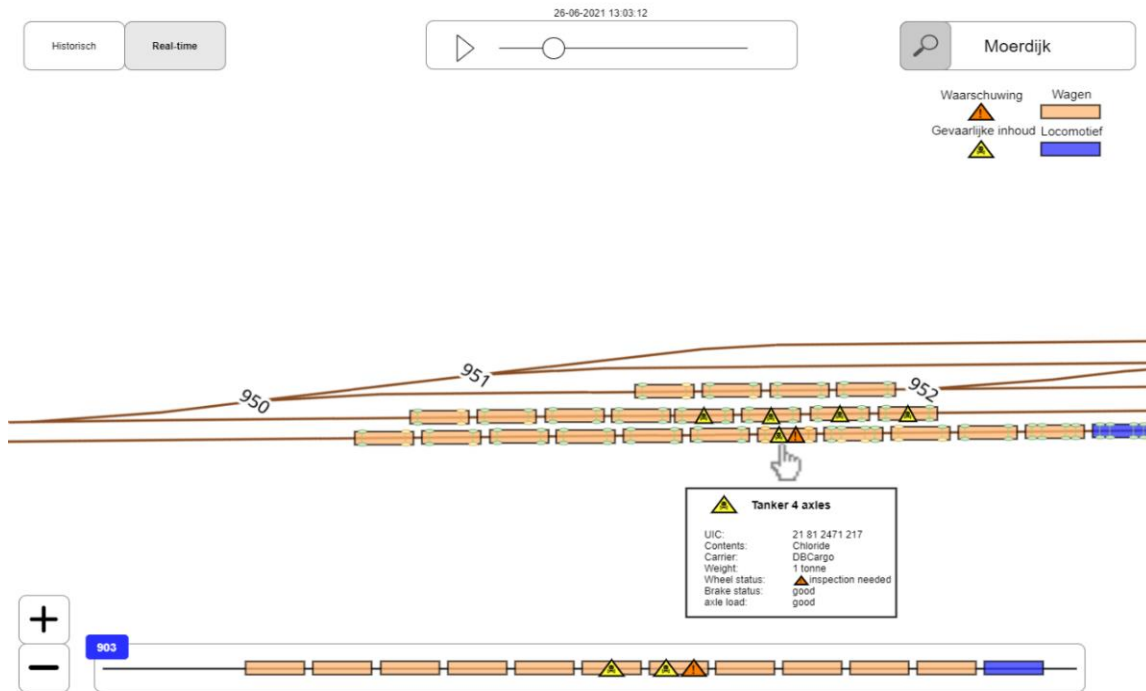 26-06-2021 13:03:12
Historisch
Real-time
Moerdijk
Waarschuwing Wagen
Gevaarlijke inhoud Locomotief
951
950
952
Tanker 4 axles
UIC: 21 81 2471 217
Contents: Chloride
Carrier: DBCargo
Weight: 1 tonne
Wheel status: inspection needed
Brake status: good
axle load: good
903